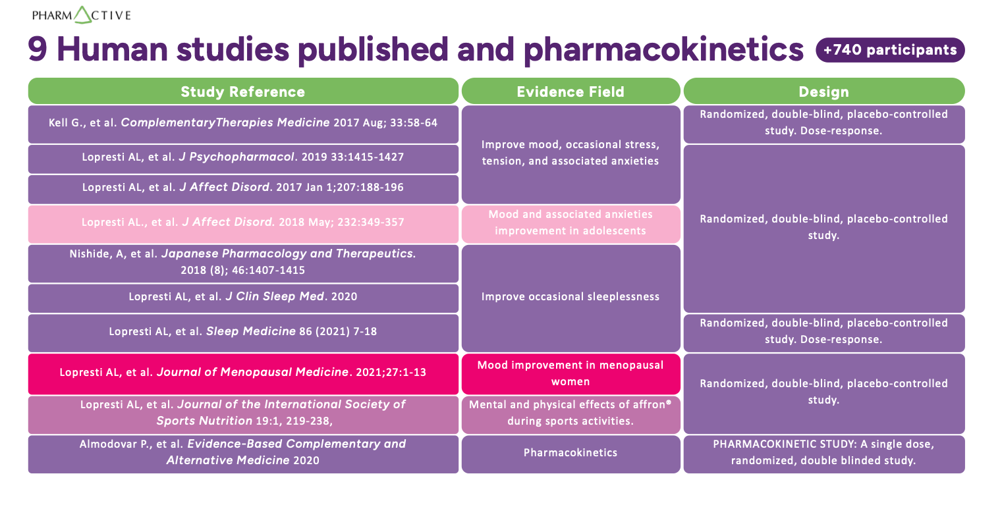 PHARMACTIVE
9 Human studies published and pharmacokinetics
+740 participants
Study Reference
Evidence Field
Design
Kell G., et al. ComplementaryTherapies Medicine 2017 Aug; 33:58-64
Improve mood, occasional stress,
tension, and associated anxieties
Randomized, double-blind, placebo-controlled
study. Dose-response.
Lopresti AL, et al. J Psychopharmacol. 2019 33:1415-1427
Randomized, double-blind, placebo-controlled
study.
Lopresti AL, et al. J Affect Disord. 2017 Jan 1;207:188-196
Lopresti AL., et al. J Affect Disord. 2018 May; 232:349-357
Mood and associated anxieties
improvement in adolescents
Nishide, A, et al. Japanese Pharmacology and Therapeutics.
2018 (8); 46:1407-1415
Improve occasional sleeplessness
Lopresti AL, et al. J Clin Sleep Med. 2020
Lopresti AL, et al. Sleep Medicine 86 (2021) 7-18
Randomized, double-blind, placebo-controlled
study. Dose-response.
Lopresti AL, et al. Journal of Menopausal Medicine. 2021;27:1-13
Mood improvement in menopausal
women
Randomized, double-blind, placebo-controlled
study.
Lopresti AL, et al. Journal of the International Society of
Sports Nutrition 19:1, 219-238,
Mental and physical effects of affron®
during sports activities.
Almodovar P., et al. Evidence-Based Complementary and
Alternative Medicine 2020
Pharmacokinetics
PHARMACOKINETIC STUDY: A single dose,
randomized, double blinded study.